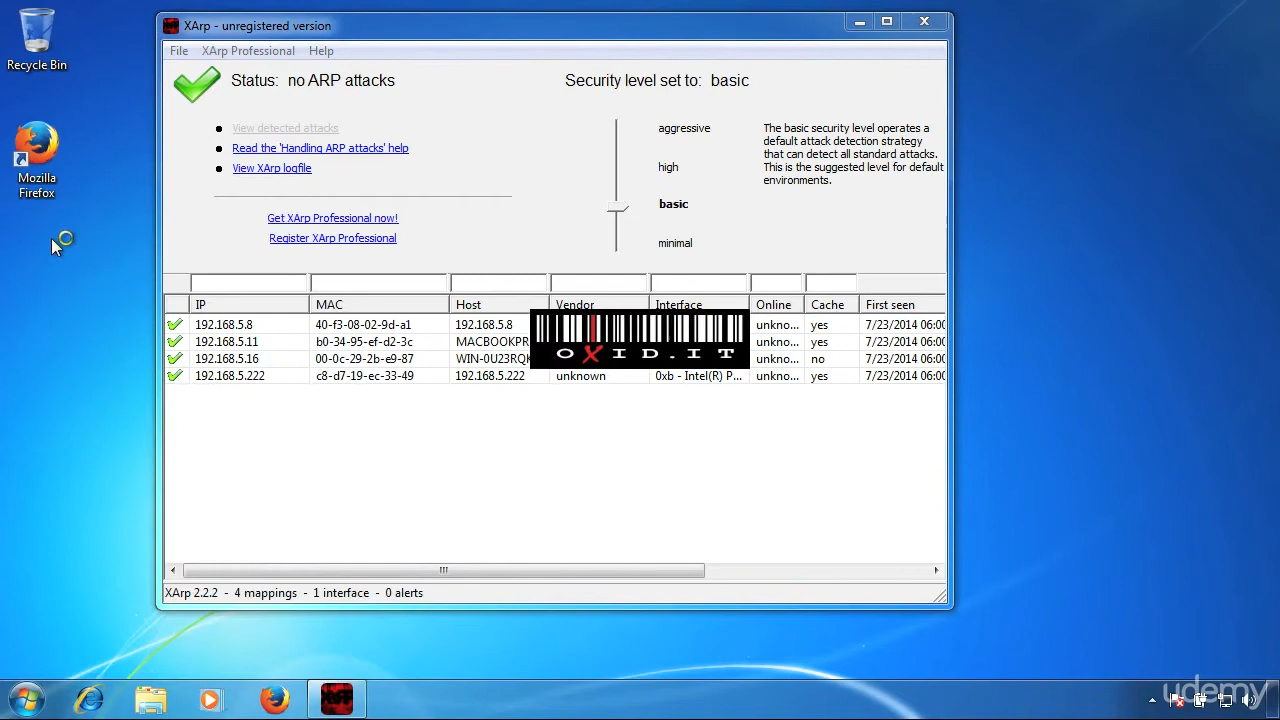 Recycle Bin
Mozilla
Firefox
XArp - unregistered version
File XArp Professional Help
Status: no ARP attacks
View detected attacks
Read the 'Handling ARP attacks' help
View XArp logfile
Get XArp Professional now!
Register XArp Professional
Security level set to: basic
aggressive
high
basic
minimal
The basic security level operates a
default attack detection strategy
that can detect all standard attacks.
This is the suggested level for default
environments.
IP MAC Host Vendor Interface Online Cache First seen
192.168.5.8 40-f3-08-02-9d-a1 192.168.5.8 unkno... yes 7/23/2014 06:00
192.168.5.11 b0-34-95-ef-d2-3c MACBOOKPR unkno... yes 7/23/2014 06:00
192.168.5.16 00-0c-29-2b-e9-87 WIN-0U23RQK unkno... no 7/23/2014 06:00
192.168.5.222 c8-d7-19-ec-33-49 192.168.5.222 unknown 0xb - Intel(R) P... unkno... yes 7/23/2014 06:00
OXID.IT
XArp 2.2.2 - 4 mappings - 1 interface - 0 alerts
udemy